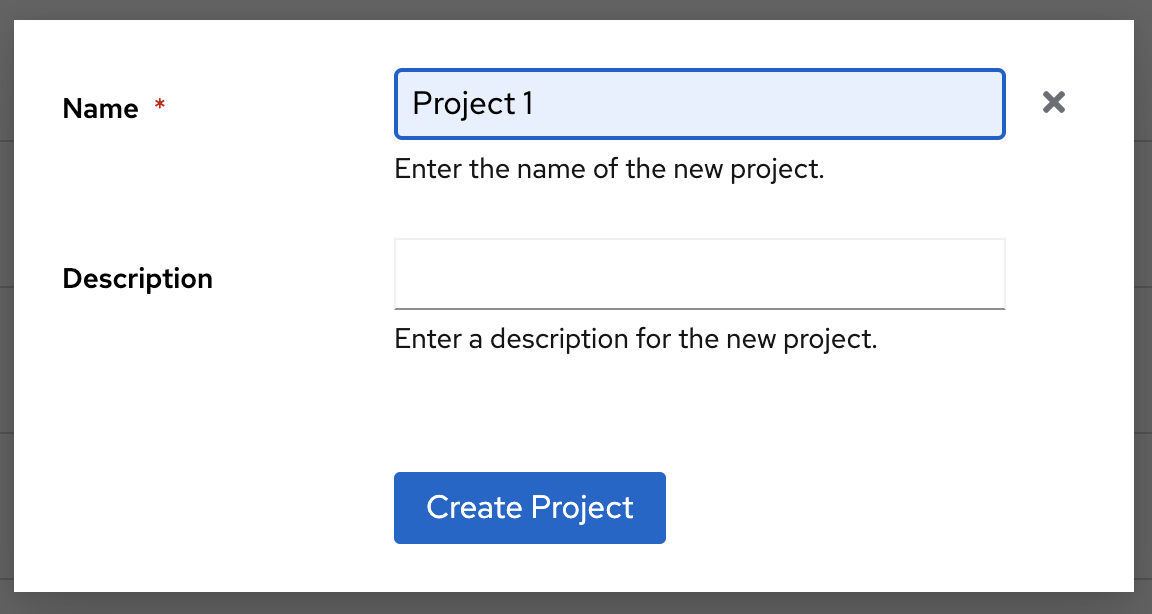 Name *
Project 1
Enter the name of the new project.
Description
Enter a description for the new project.
Create Project